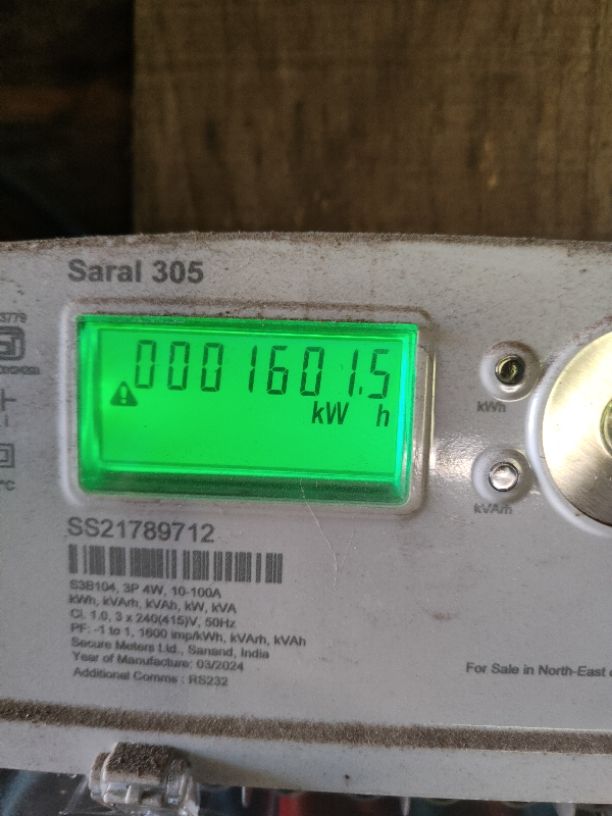 Saral 305
0001601.5
kW h
kWh
kVArh
°C
SS21789712
S3B104, 3P 4W, 10-100A
kWh, kVArh, kVAh, kW, kVA
Cl. 1.0, 3 x 240(415)V, 50Hz
PF: -1 to 1, 1600 imp/kWh, kVArh, kVAh
Secure Meters Ltd., Sanand, India
Year of Manufacture: 03/2024
Additional Comms : RS232
For Sale in North-East